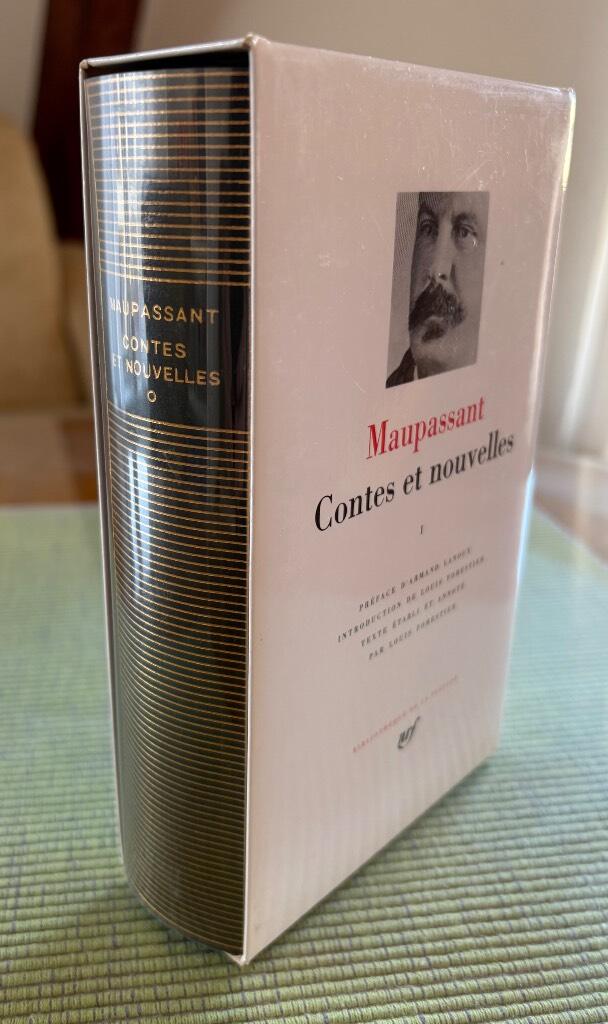 MAUPASSANT
CONTES
ET NOUVELLES
Maupassant
Contes et nouvelles
I
PRÉFACE D'ARMAND LANOUX
INTRODUCTION DE LOUIS FORESTIER
TEXTE ÉTABLI ET ANNOTÉ
PAR LOUIS FORESTIER
BIBLIOTHÈQUE DE LA PLÉIADE
nrf